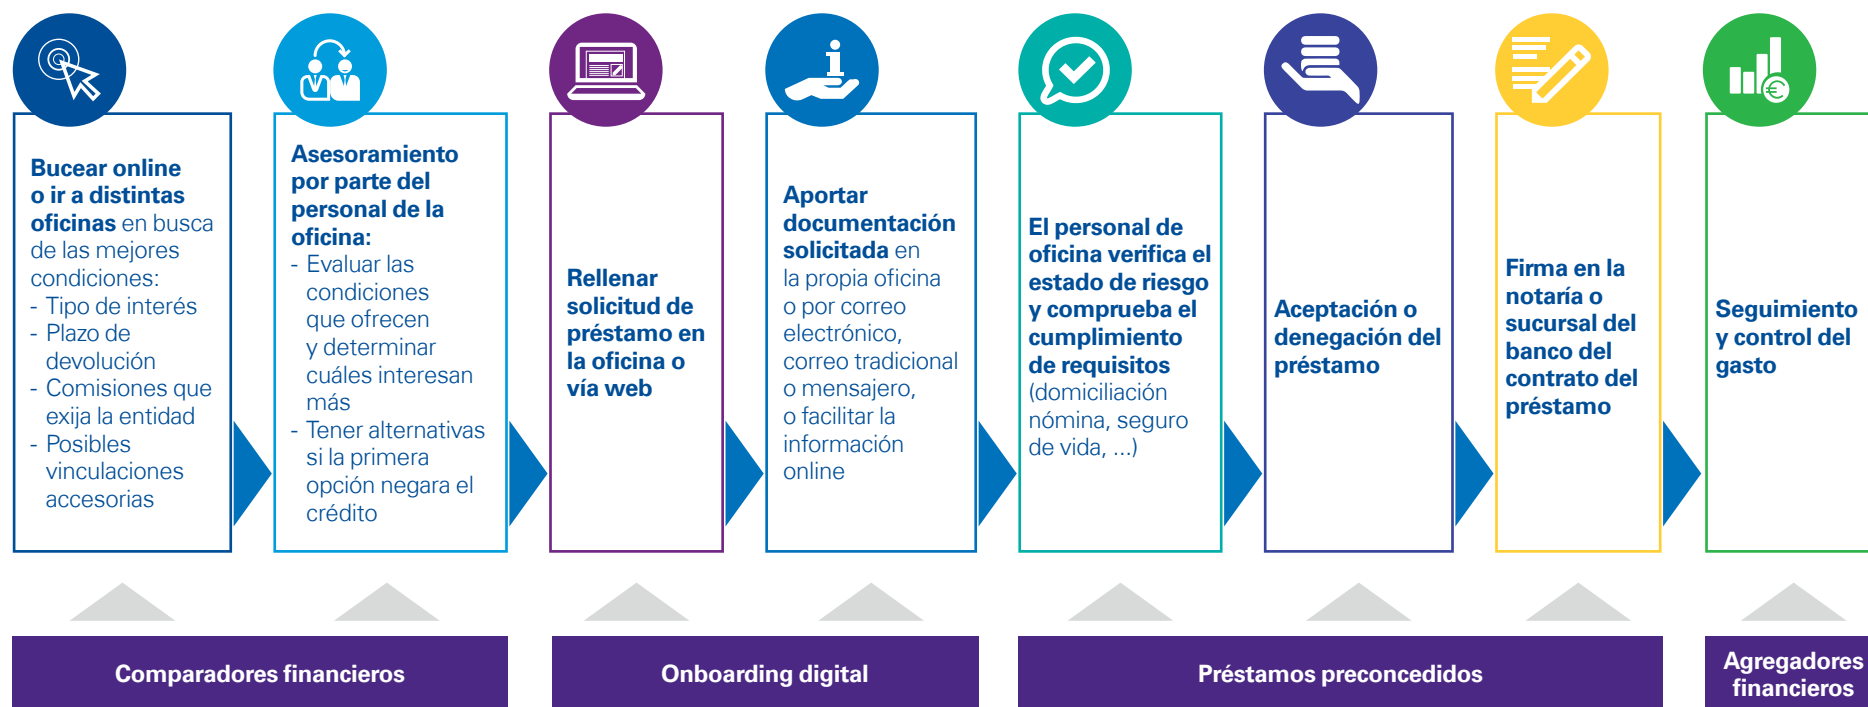 Bucear online
o ir a distintas
oficinas en busca
de las mejores
condiciones:
- Tipo de interés
- Plazo de
devolución
- Comisiones que
exija la entidad
- Posibles
vinculaciones
accesorias
Asesoramiento
por parte del
personal de la
oficina:
- Evaluar las
condiciones
que ofrecen
y determinar
cuáles interesan
más
- Tener alternativas
si la primera
opción negara el
crédito
Rellenar
solicitud de
préstamo en
la oficina o
vía web
Aportar
documentación
solicitada en
la propia oficina
o por correo
electrónico,
correo tradicional
o mensajero,
o facilitar la
información
online
El personal de
oficina verifica el
estado de riesgo
y comprueba el
cumplimiento
de requisitos
(domiciliación
nómina, seguro
de vida, ...)
Aceptación o
denegación del
préstamo
Firma en la
notaría o
sucursal del
banco del
contrato del
préstamo
Seguimiento
y control del
gasto
Comparadores financieros
Onboarding digital
Préstamos preconcedidos
Agregadores
financieros